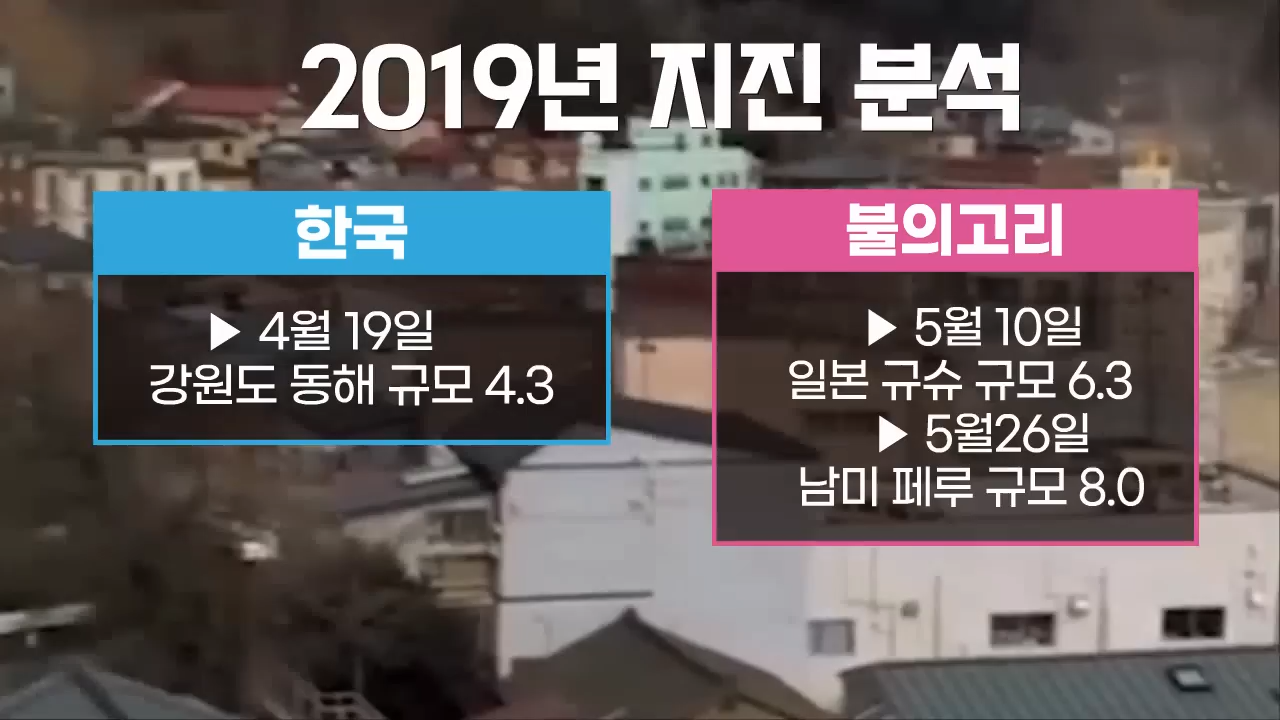 2019년 지진 분석
한국
▶ 4월 19일
강원도 동해 규모 4.3
불의고리
▶ 5월 10일
일본 규슈 규모 6.3
▶ 5월26일
남미 페루 규모 8.0